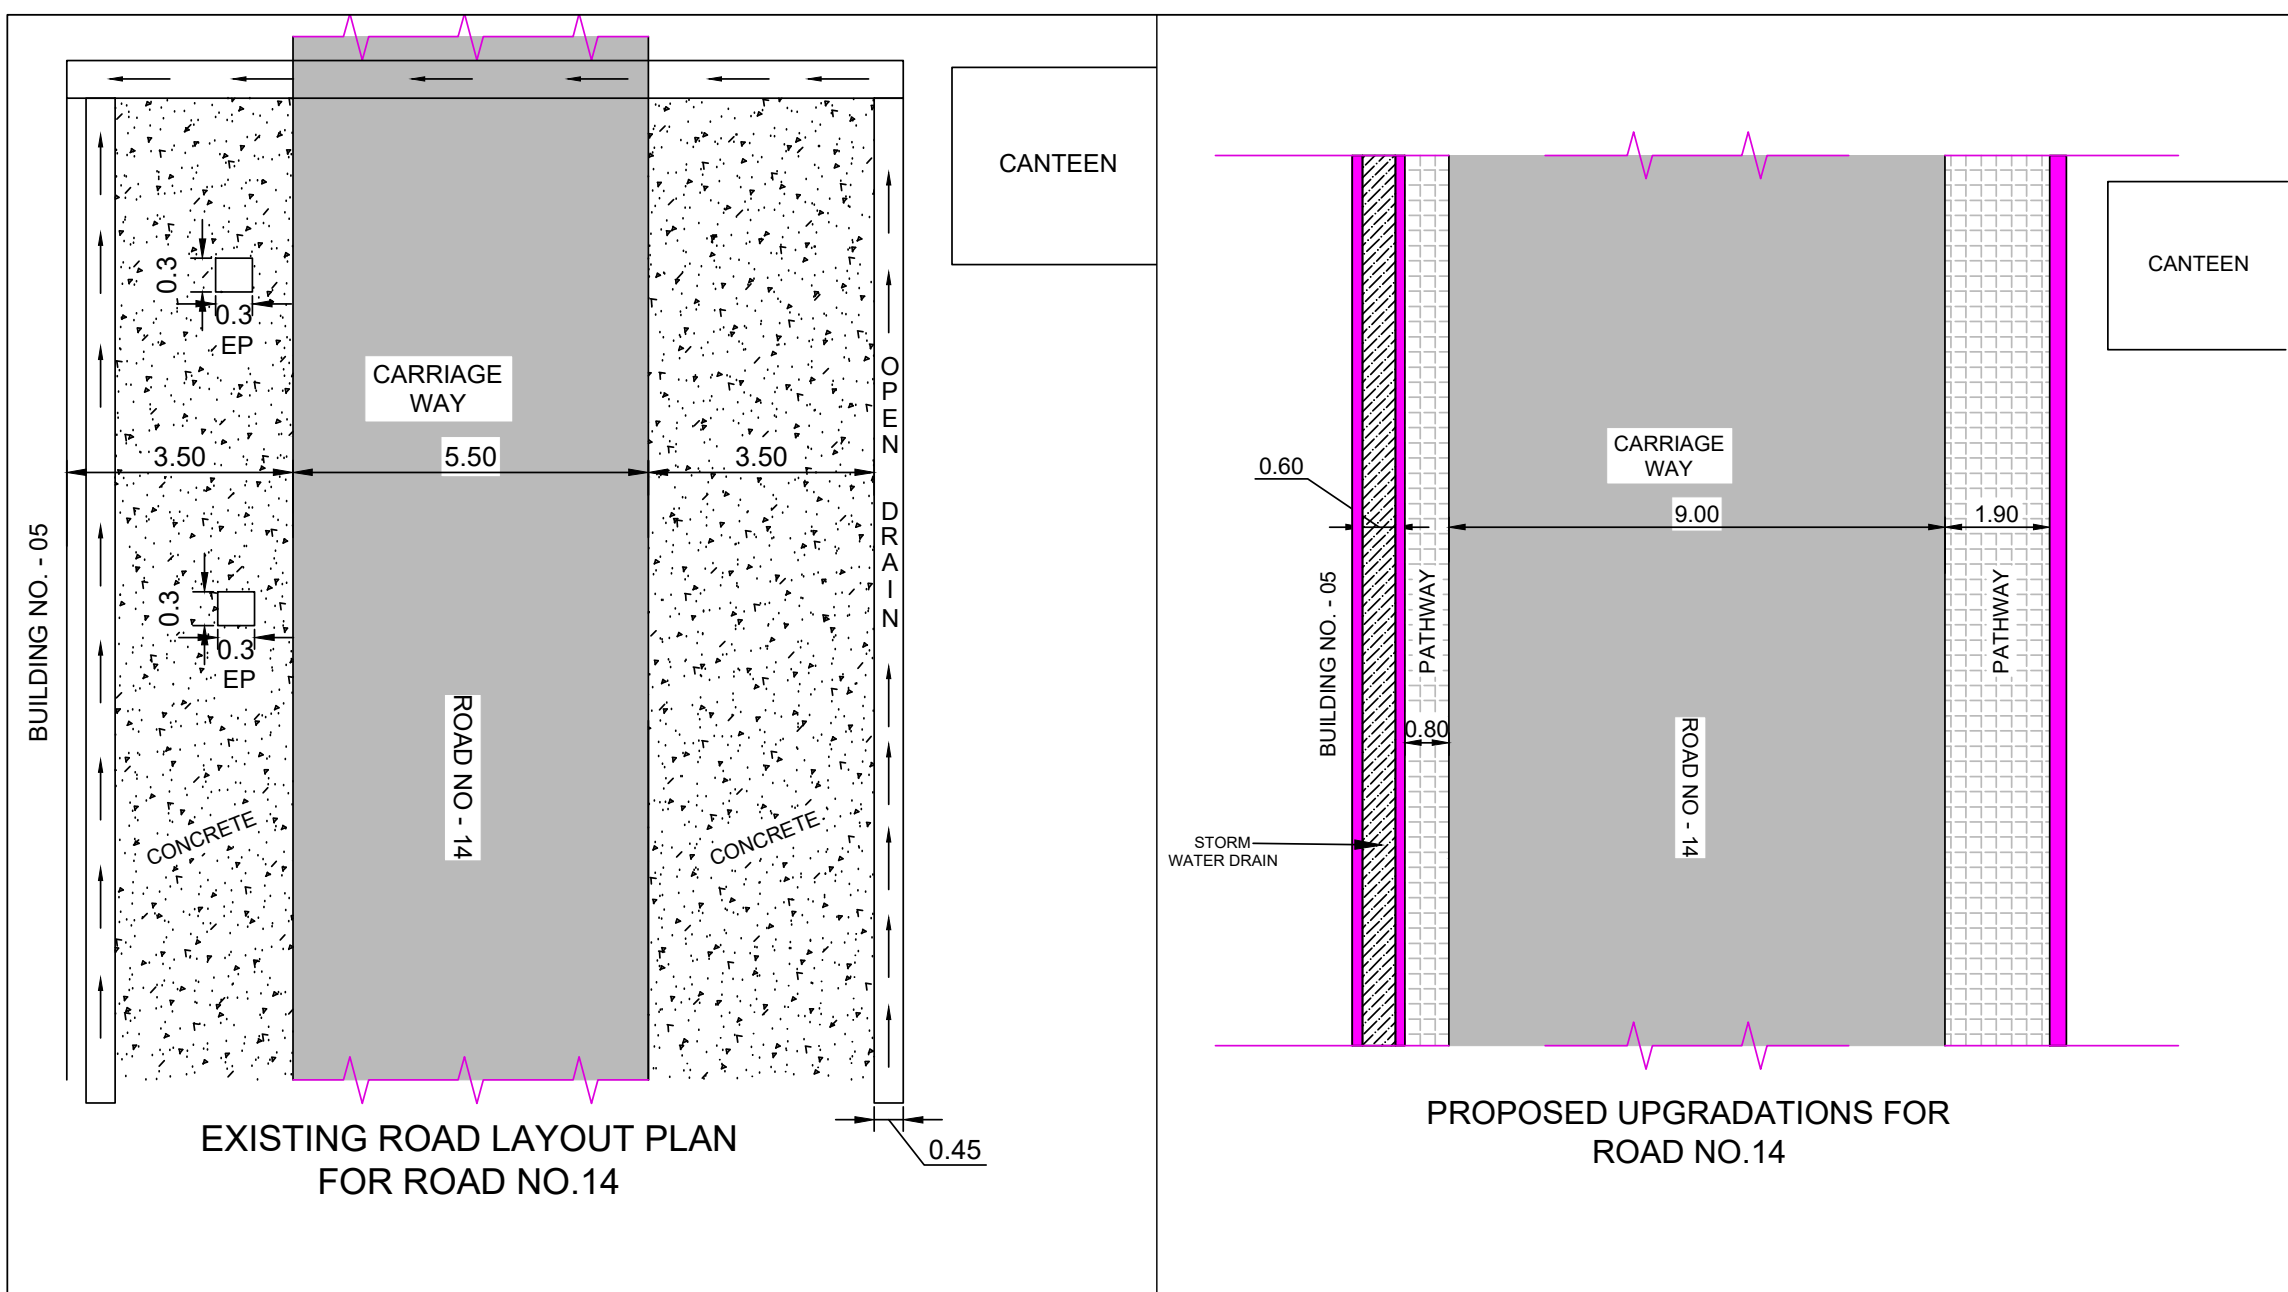 CANTEEN
0.3
0.3
EP
CARRIAGE
WAY
3.50
5.50
3.50
OPEN DRAIN
BUILDING NO. - 05
0.3
0.3
EP
ROAD NO - 14
CONCRETE
CONCRETE
0.45
EXISTING ROAD LAYOUT PLAN
FOR ROAD NO.14
CANTEEN
CARRIAGE
WAY
0.60
9.00
1.90
BUILDING NO. - 05
PATHWAY
PATHWAY
0.80
ROAD NO - 14
STORM
WATER DRAIN
PROPOSED UPGRADATIONS FOR
ROAD NO.14